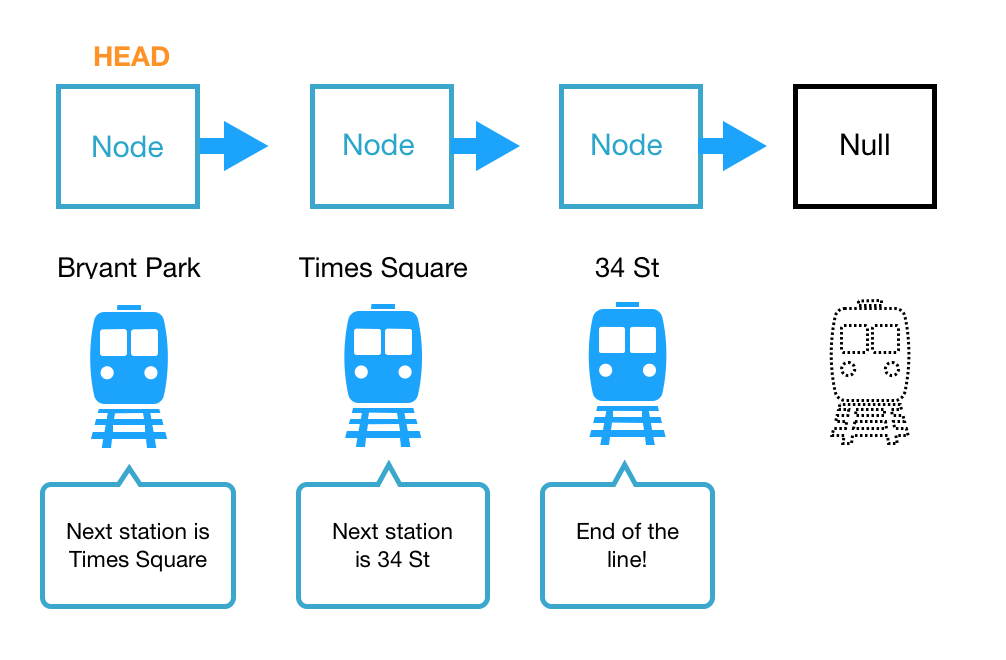 HEAD
Node
Node
Node
Null
Bryant Park
Times Square
34 St
Next station is
Times Square
Next station
is 34 St
End of the
line!